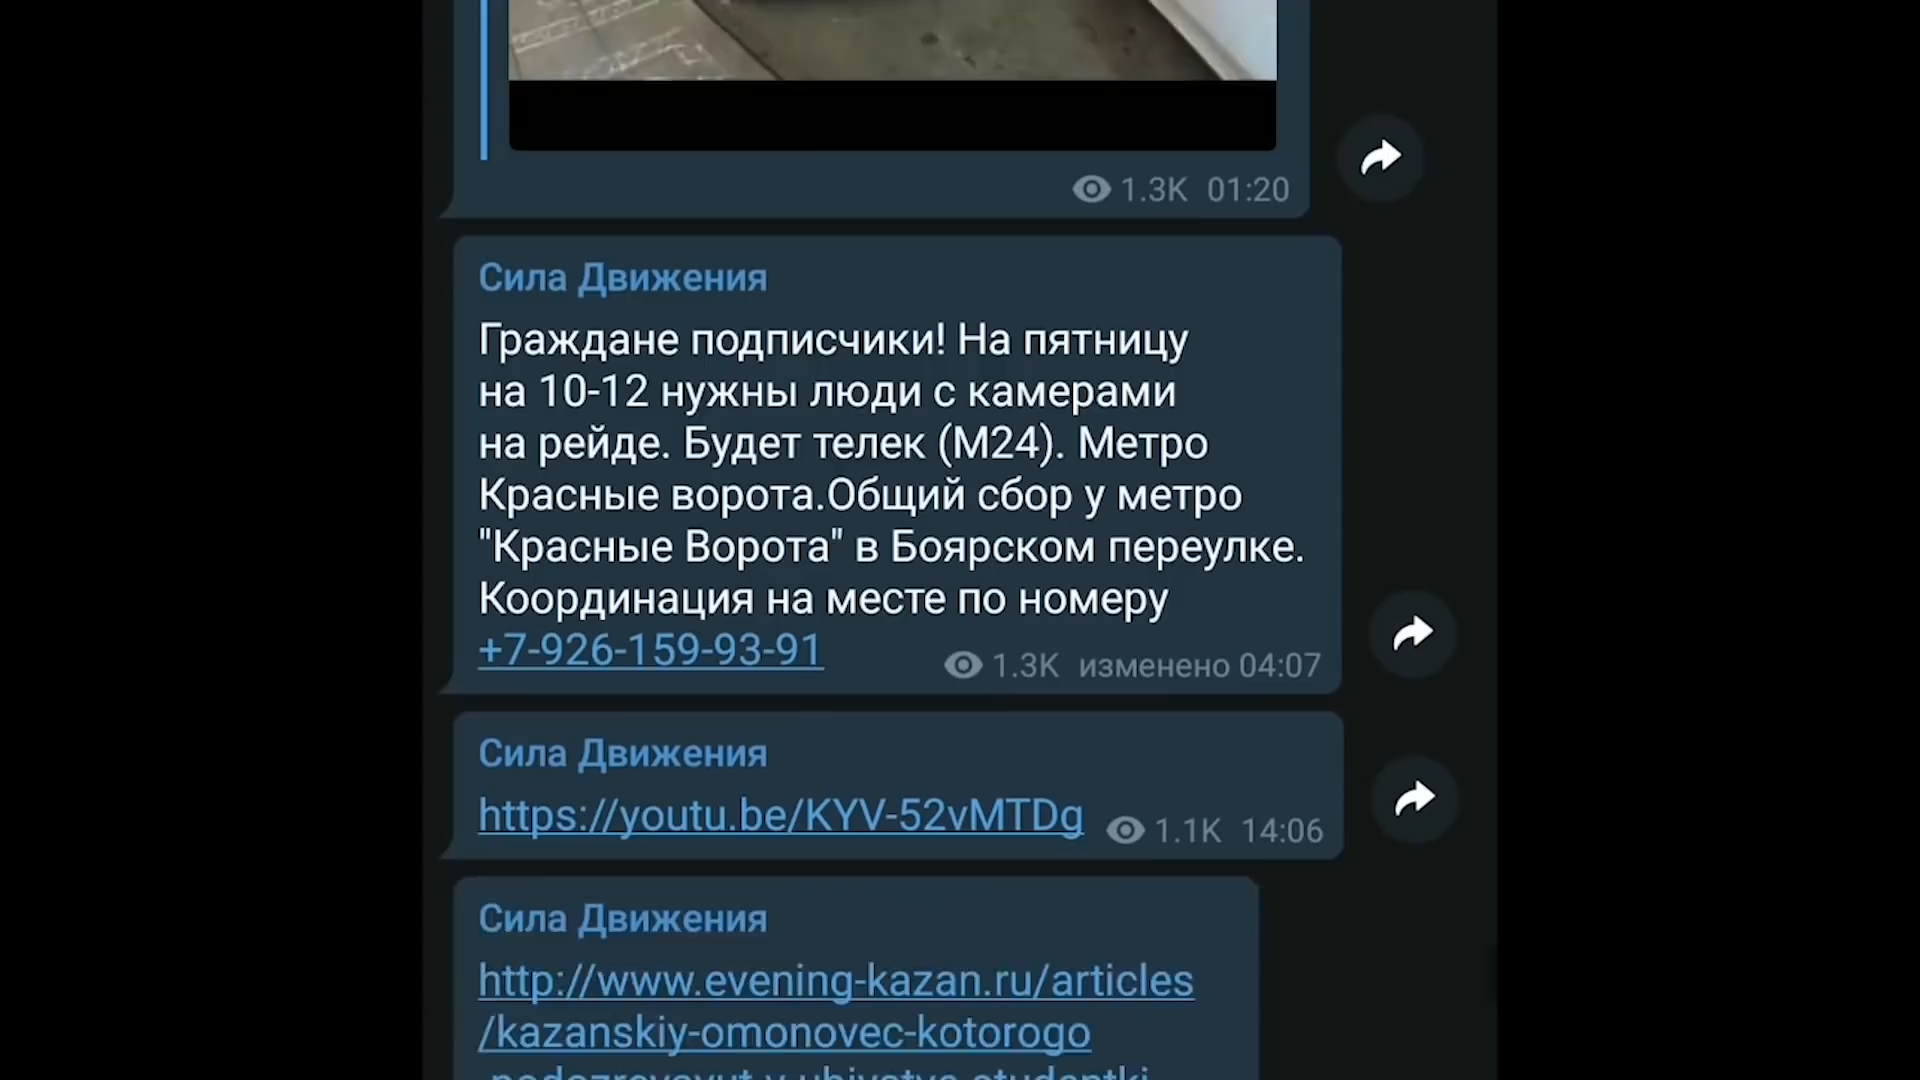 1.3K 01:20
Сила Движения
Граждане подписчики! На пятницу
на 10-12 нужны люди с камерами
на рейде. Будет телек (М24). Метро
Красные ворота.Общий сбор у метро
"Красные Ворота" в Боярском переулке.
Координация на месте по номеру
+7-926-159-93-91 1.3K изменено 04:07
Сила Движения
https://youtu.be/KYV-52vMTDg 1.1K 14:06
Сила Движения
http://www.evening-kazan.ru/articles
/kazanskiy-omonovec-kotorogo